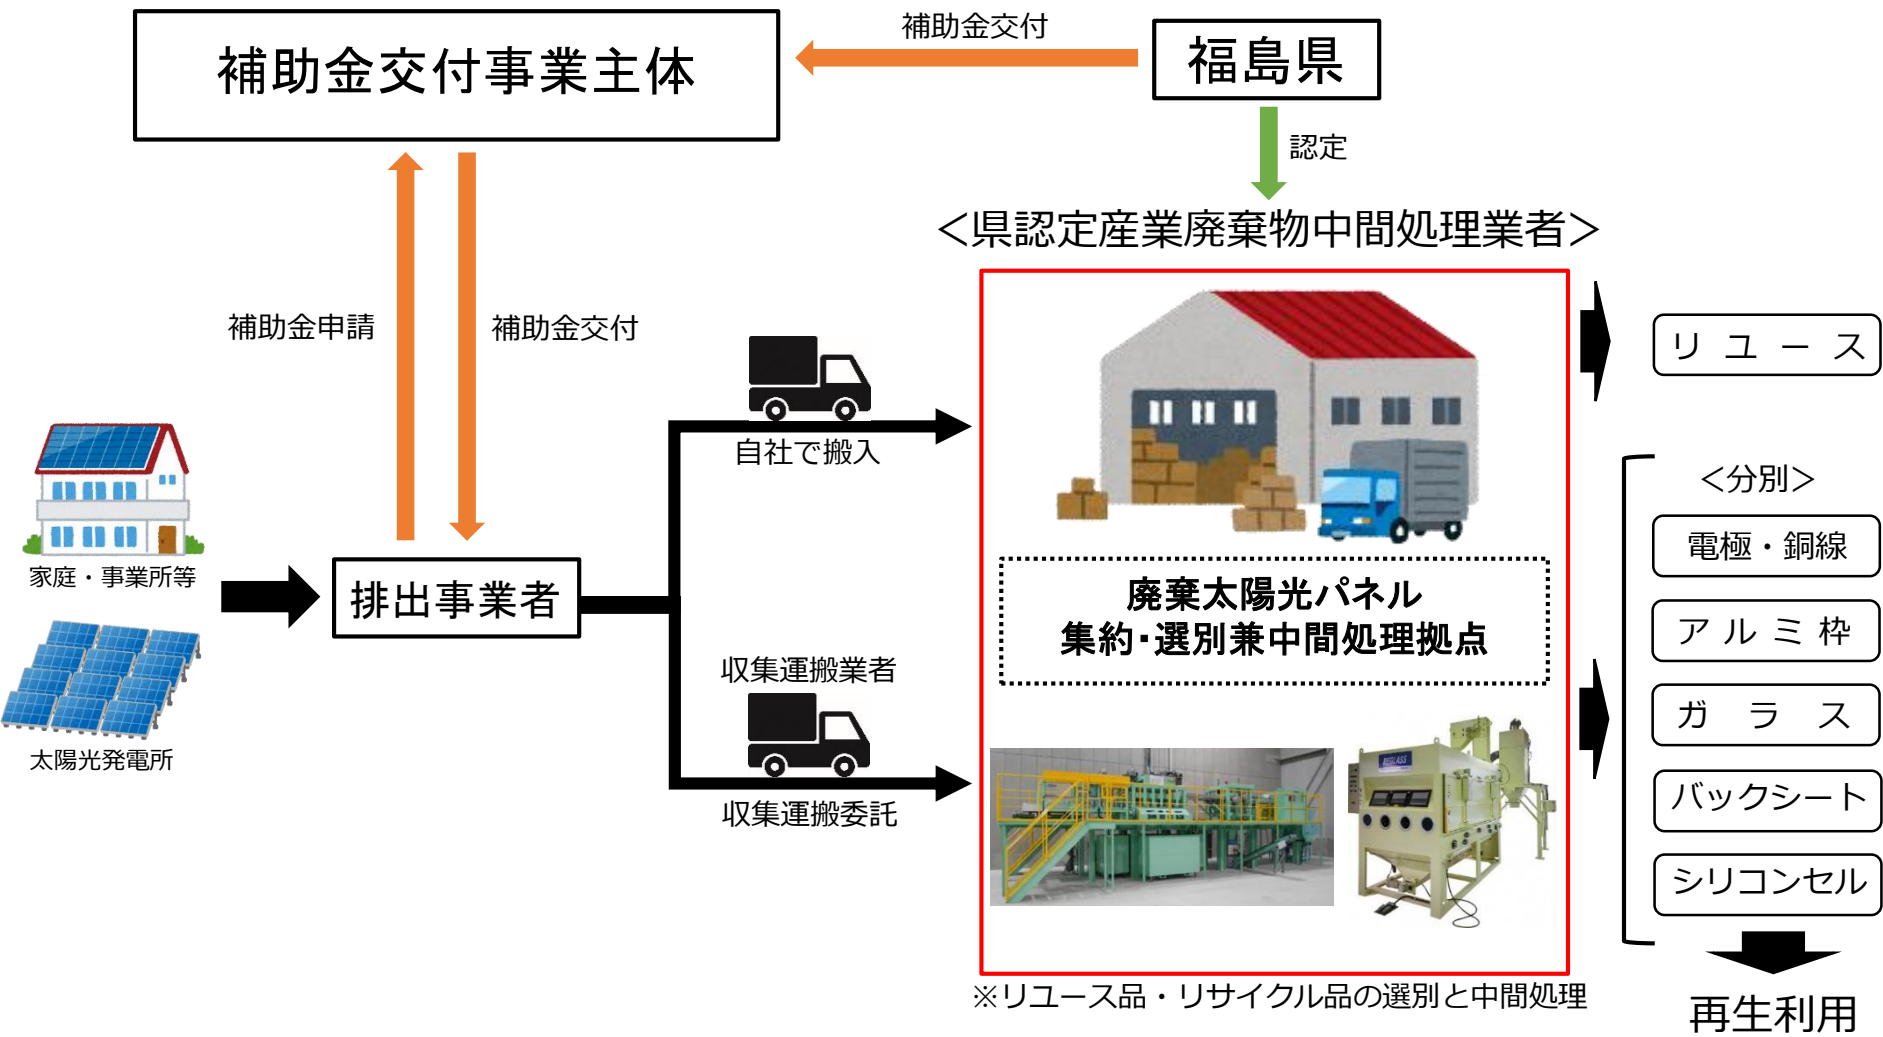 補助金交付事業主体
補助金交付
福島県
認定
＜県認定産業廃棄物中間処理業者＞
補助金申請
補助金交付
自社で搬入
家庭・事業所等
太陽光発電所
排出事業者
収集運搬業者
収集運搬委託
廃棄太陽光パネル
集約・選別兼中間処理拠点
※リユース品・リサイクル品の選別と中間処理
リユース
＜分別＞
電極・銅線
アルミ枠
ガラス
バックシート
シリコンセル
再生利用